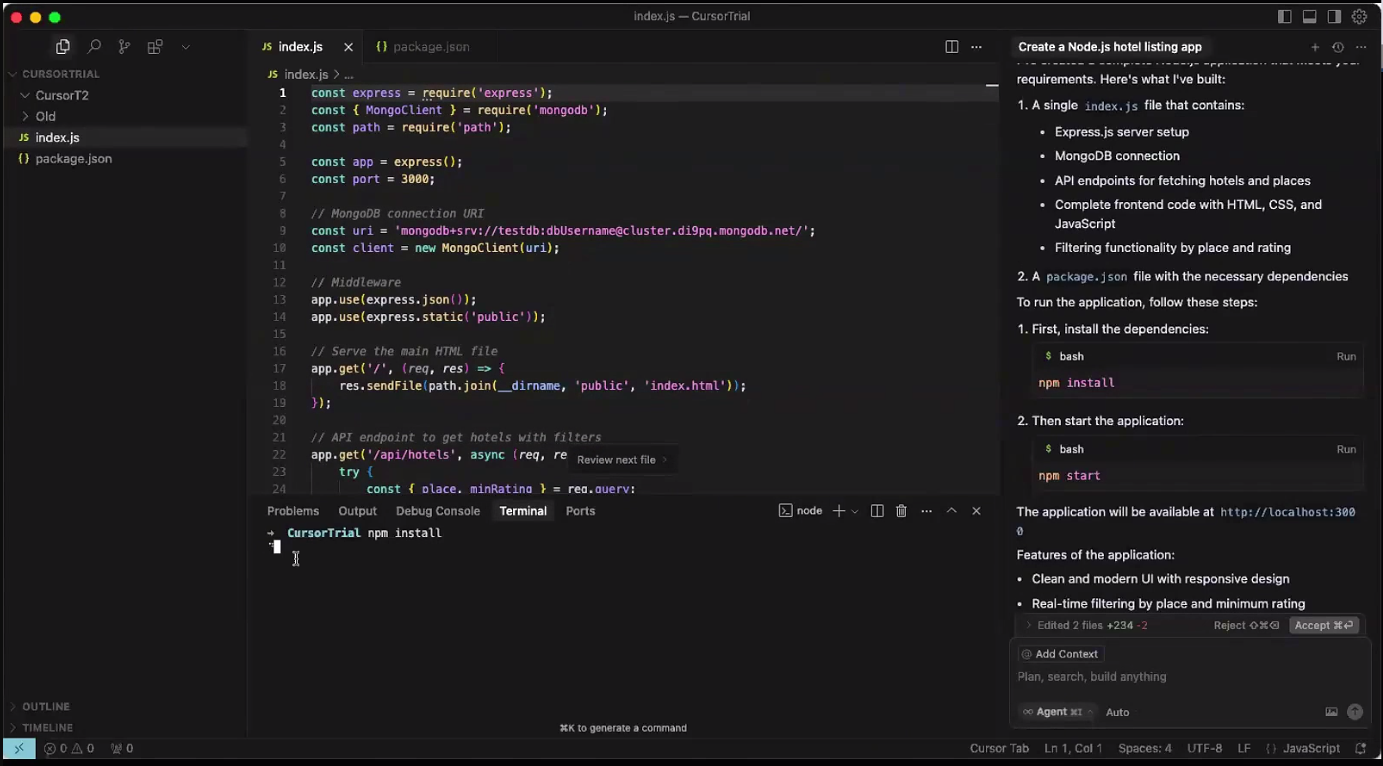 index.js — CursorTrial
CURSORTRIAL
CursorT2
Old
JS index.js
{} package.json
JS index.js
{} package.json
JS index.js > ...
1 const express = require('express');
2 const { MongoClient } = require('mongodb');
3 const path = require('path');
4
5 const app = express();
6 const port = 3000;
7
8 // MongoDB connection URI
9 const uri = 'mongodb+srv://testdb:dbUsername@cluster.di9pq.mongodb.net/';
10 const client = new MongoClient(uri);
11
12 // Middleware
13 app.use(express.json());
14 app.use(express.static('public'));
15
16 // Serve the main HTML file
17 app.get('/', (req, res) => {
18 res.sendFile(path.join(__dirname, 'public', 'index.html'));
19 });
20
21 // API endpoint to get hotels with filters
22 app.get('/api/hotels', async (req, re
Review next file
23 try {
24 const { place, minRating } = req.query;
Problems Output Debug Console Terminal Ports
node
→ CursorTrial npm install
⌘K to generate a command
Create a Node.js hotel listing app
requirements. Here's what I've built:
1. A single index.js file that contains:
• Express.js server setup
• MongoDB connection
• API endpoints for fetching hotels and places
• Complete frontend code with HTML, CSS, and
JavaScript
• Filtering functionality by place and rating
2. A package.json file with the necessary dependencies
To run the application, follow these steps:
1. First, install the dependencies:
$ bash Run
npm install
2. Then start the application:
$ bash Run
npm start
The application will be available at http://localhost:300
0
Features of the application:
• Clean and modern UI with responsive design
• Real-time filtering by place and minimum rating
Edited 2 files +234 -2 Reject ⇧⌘⌫ Accept ⌘⏎
@ Add Context
Plan, search, build anything
∞ Agent ⌘I Auto
OUTLINE
TIMELINE
0 0 0
Cursor Tab Ln 1, Col 1 Spaces: 4 UTF-8 LF {} JavaScript